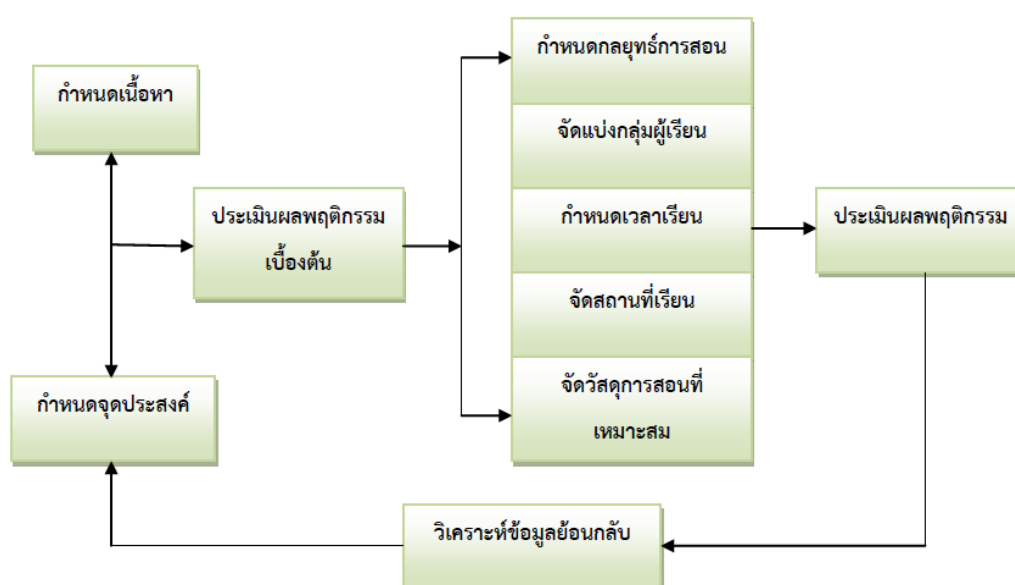 กำหนดเนื้อหา
กำหนดจุดประสงค์
ประเมินผลพฤติกรรม
เบื้องต้น
กำหนดกลยุทธ์การสอน
จัดแบ่งกลุ่มผู้เรียน
กำหนดเวลาเรียน
จัดสถานที่เรียน
จัดวัสดุการสอนที่
เหมาะสม
ประเมินผลพฤติกรรม
วิเคราะห์ข้อมูลย้อนกลับ